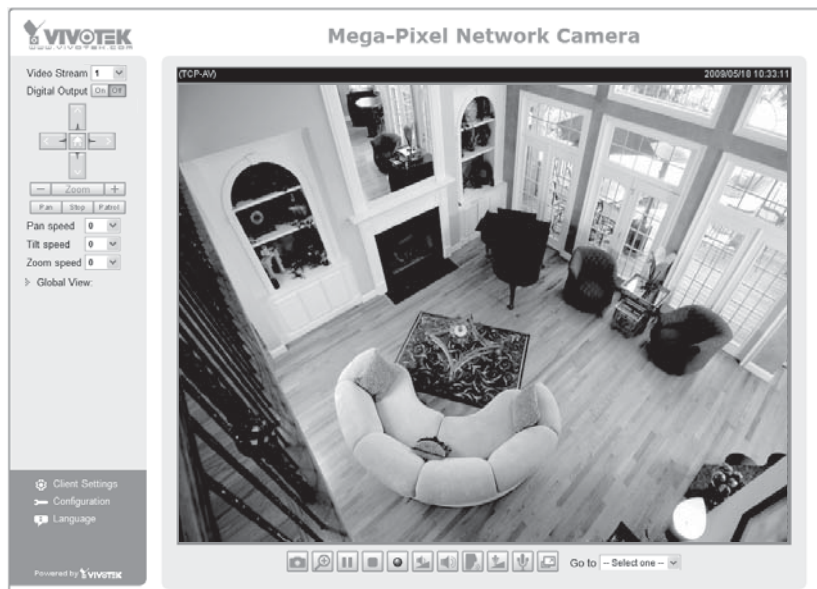 VIVOTEK
WWW.VIVOTEK.COM
Mega-Pixel Network Camera
Video Stream 1
Digital Output On Off
Zoom
Pan Stop Patrol
Pan speed 0
Tilt speed 0
Zoom speed 0
Global View:
Client Settings
Configuration
Language
Powered by VIVOTEK
(TCP-AV) 2009/05/18 10:33:11
Go to -- Select one --